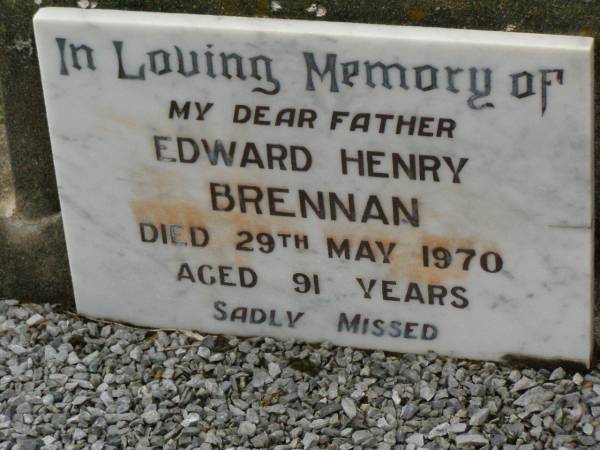 In Loving Memory of
MY DEAR FATHER
EDWARD HENRY
BRENNAN
DIED 29TH MAY 1970
AGED 91 YEARS
SADLY MISSED